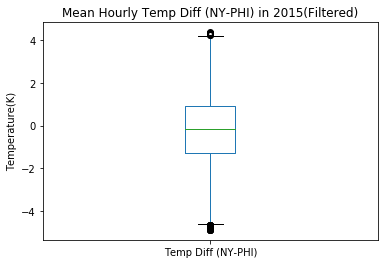 Mean Hourly Temp Diff (NY-PHI) in 2015(Filtered)
Temperature(K)
4
2
0
−2
−4
Temp Diff (NY-PHI)